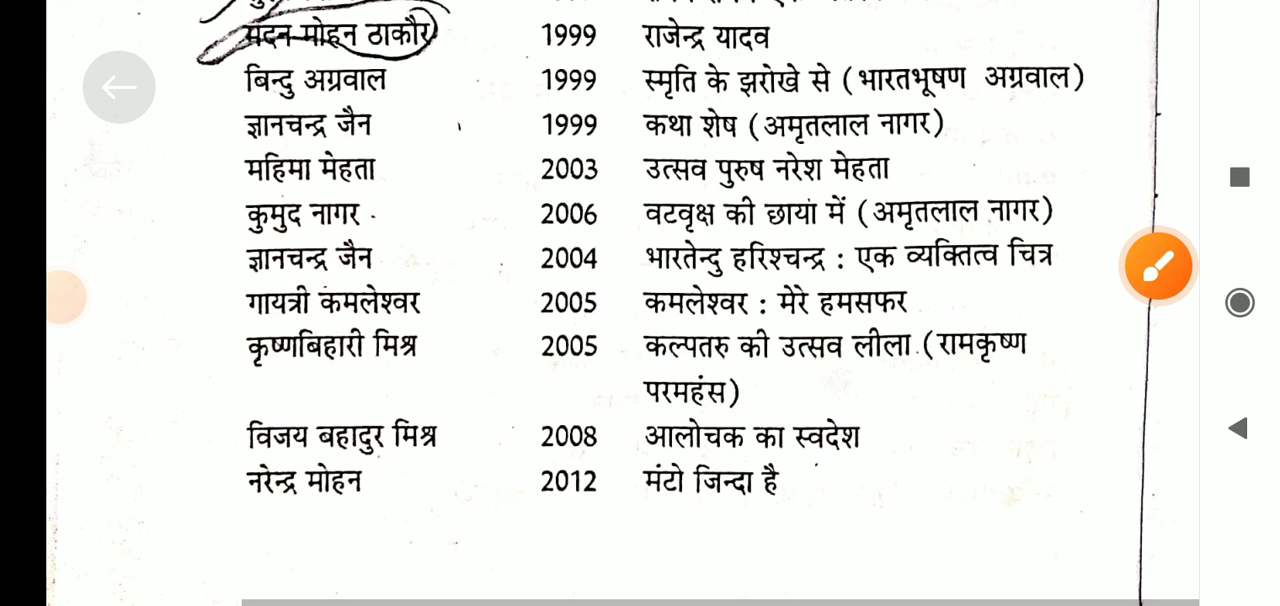 मदन मोहन ठाकौर 1999 राजेन्द्र यादव
बिन्दु अग्रवाल 1999 स्मृति के झरोखे से (भारतभूषण अग्रवाल)
ज्ञानचन्द्र जैन 1999 कथा शेष (अमृतलाल नागर)
महिमा मेहता 2003 उत्सव पुरुष नरेश मेहता
कुमुद नागर 2006 वटवृक्ष की छाया में (अमृतलाल नागर)
ज्ञानचन्द्र जैन 2004 भारतेन्दु हरिश्चन्द्र : एक व्यक्तित्व चित्र
गायत्री कमलेश्वर 2005 कमलेश्वर : मेरे हमसफर
कृष्णबिहारी मिश्र 2005 कल्पतरु की उत्सव लीला (रामकृष्ण
परमहंस)
विजय बहादुर मिश्र 2008 आलोचक का स्वदेश
नरेन्द्र मोहन 2012 मंटो जिन्दा है